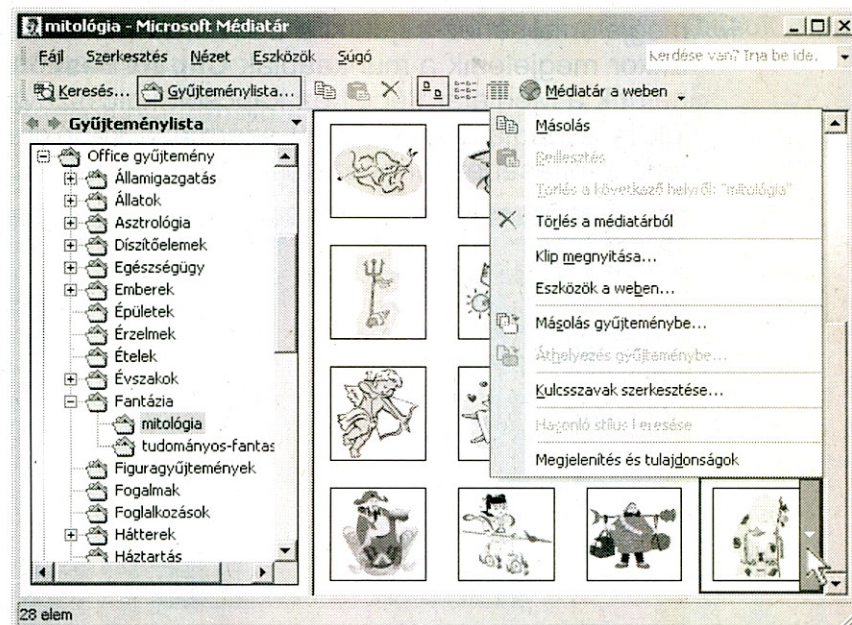 mitológia - Microsoft Médiatár
Fájl Szerkesztés Nézet Eszközök Súgó Kérdése van? Írja be ide.
Keresés... Gyűjteménylista... Médiatár a weben
Gyűjteménylista
Office gyűjtemény
Államigazgatás
Állatok
Asztrológia
Díszítőelemek
Egészségügy
Emberek
Épületek
Érzelmek
Ételek
Évszakok
Fantázia
mitológia
tudományos-fantas
Figuragyűjtemények
Fogalmak
Foglalkozások
Hátterek
Háztartás
Másolás
Beillesztés
Törlés a következő helyről: "mitológia"
Törlés a médiatárból
Klip megnyitása...
Eszközök a weben...
Másolás gyűjteménybe...
Áthelyezés gyűjteménybe...
Kulcsszavak szerkesztése...
Hasonló stílus keresése
Megjelenítés és tulajdonságok
28 elem